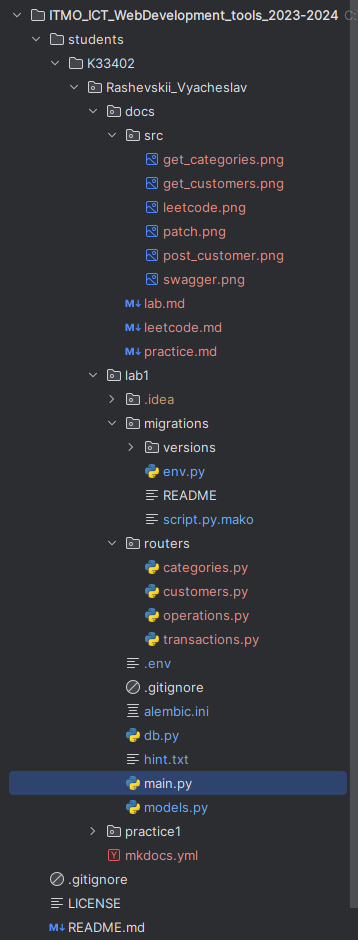 ITMO_ICT_WebDevelopment_tools_2023-2024 C:
students
K33402
Rashevskii_Vyacheslav
docs
src
get_categories.png
get_customers.png
leetcode.png
patch.png
post_customer.png
swagger.png
M↓ lab.md
M↓ leetcode.md
M↓ practice.md
lab1
.idea
migrations
versions
env.py
README
script.py.mako
routers
categories.py
customers.py
operations.py
transactions.py
.env
.gitignore
alembic.ini
db.py
hint.txt
main.py
models.py
practice1
Y mkdocs.yml
.gitignore
LICENSE
M↓ README.md